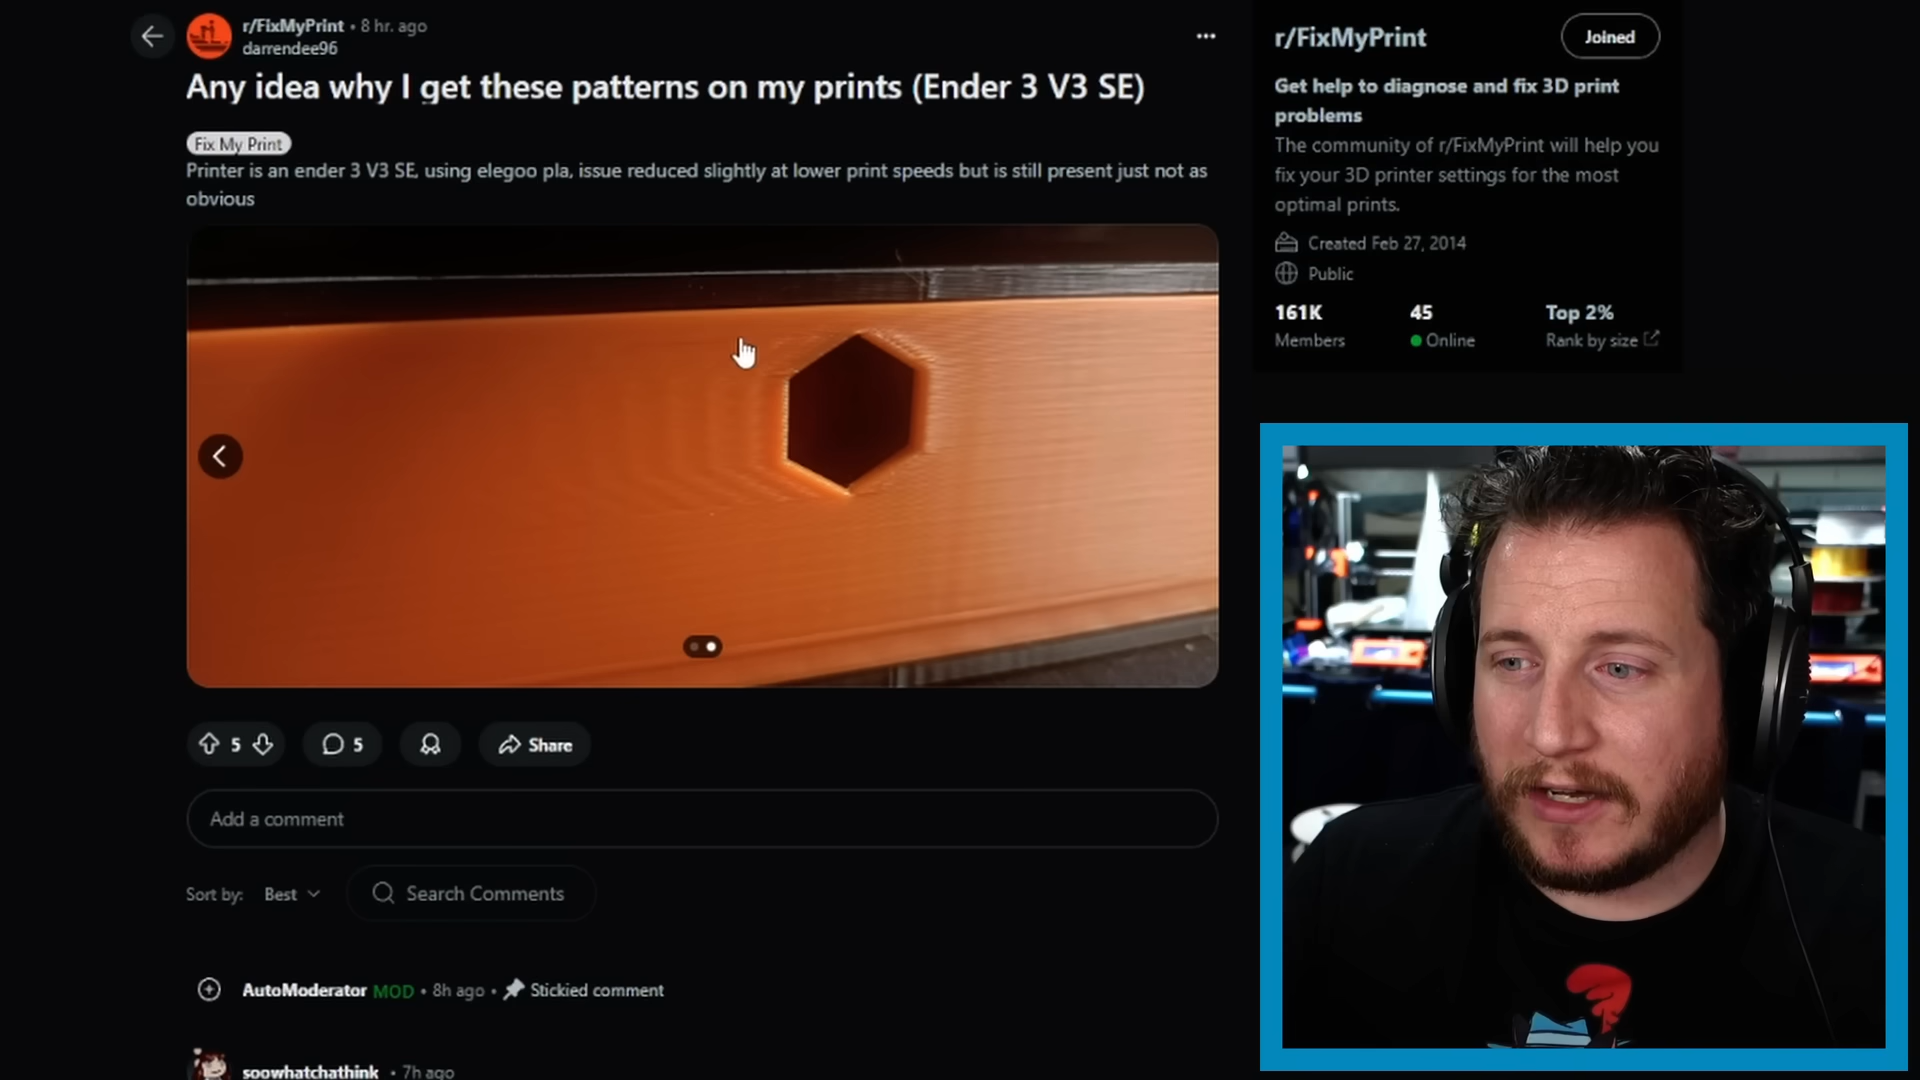 r/FixMyPrint • 8 hr. ago
darrendee96
Any idea why I get these patterns on my prints (Ender 3 V3 SE)
Fix My Print
Printer is an ender 3 V3 SE, using elegoo pla, issue reduced slightly at lower print speeds but is still present just not as
obvious
5
5
Share
Add a comment
Sort by: Best
Search Comments
AutoModerator MOD • 8h ago • Stickied comment
soowhatchathink • 7h ago
r/FixMyPrint
Joined
Get help to diagnose and fix 3D print
problems
The community of r/FixMyPrint will help you
fix your 3D printer settings for the most
optimal prints.
Created Feb 27, 2014
Public
161K 45 Top 2%
Members Online Rank by size